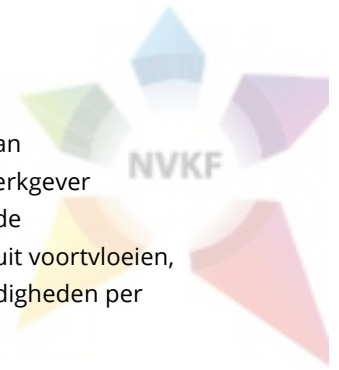 an
NVKF
erkgever
de
uit voortvloeien,
digheden per